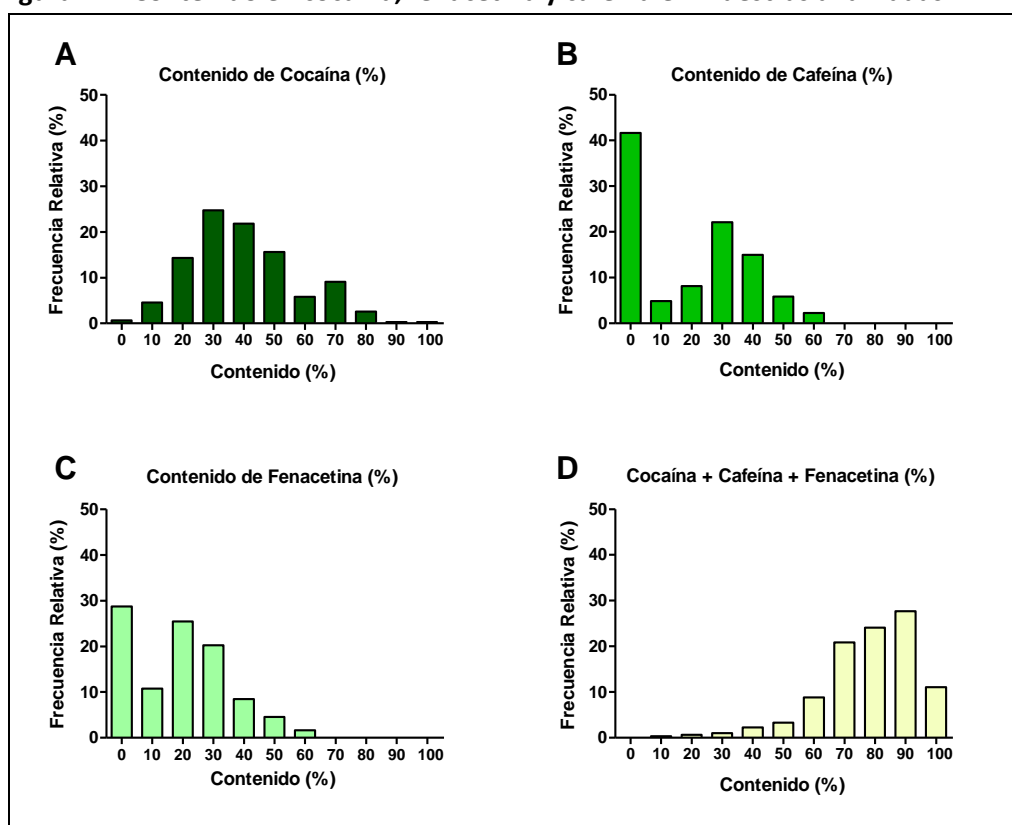 A
Contenido de Cocaína (%)
Frecuencia Relativa (%)
50
40
30
20
10
0
0 10 20 30 40 50 60 70 80 90 100
Contenido (%)
B
Contenido de Cafeína (%)
Frecuencia Relativa (%)
50
40
30
20
10
0
0 10 20 30 40 50 60 70 80 90 100
Contenido (%)
C
Contenido de Fenacetina (%)
Frecuencia Relativa (%)
50
40
30
20
10
0
0 10 20 30 40 50 60 70 80 90 100
Contenido (%)
D
Cocaína + Cafeína + Fenacetina (%)
Frecuencia Relativa (%)
50
40
30
20
10
0
0 10 20 30 40 50 60 70 80 90 100
Contenido (%)